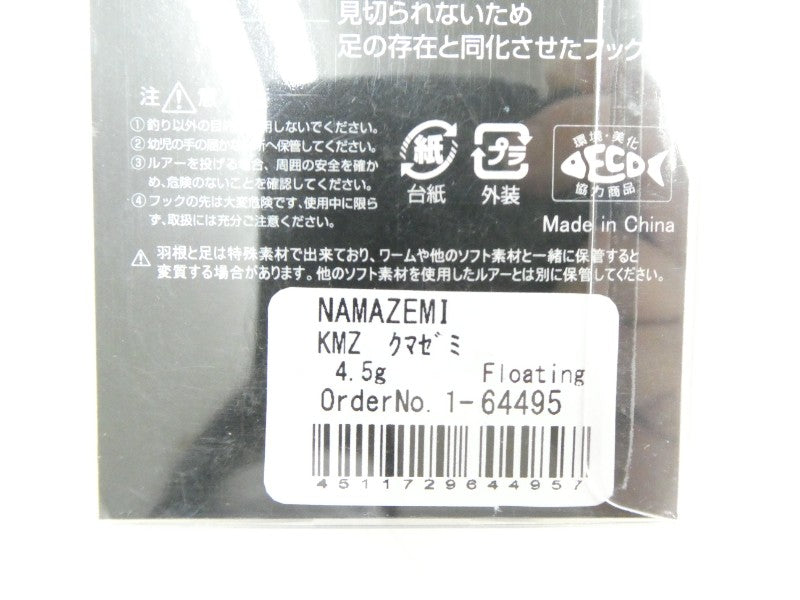 見切られないため
足の存在と同化させたフック
注 意
①釣り以外の目的 用しないでください。
②幼児の手の届かな 所へ保管してください。
③ルアーを投げる場合、周囲の安全を確か
め、危険のないことを確認してください。
④フックの先は大変危険です、使用中に限ら
ず、取扱には充分ご注意ください。
紙
台紙
プラ
外装
環境・美化
ECO
協力商品
Made in China
羽根と足は特殊素材で出来ており、ワームや他のソフト素材と一緒に保管すると
変質する場合があります。他のソフト素材を使用したルアーとは別に保管してください。
NAMAZEMI
KMZ クマゼミ
4.5g Floating
OrderNo. 1-64495
4511729644957